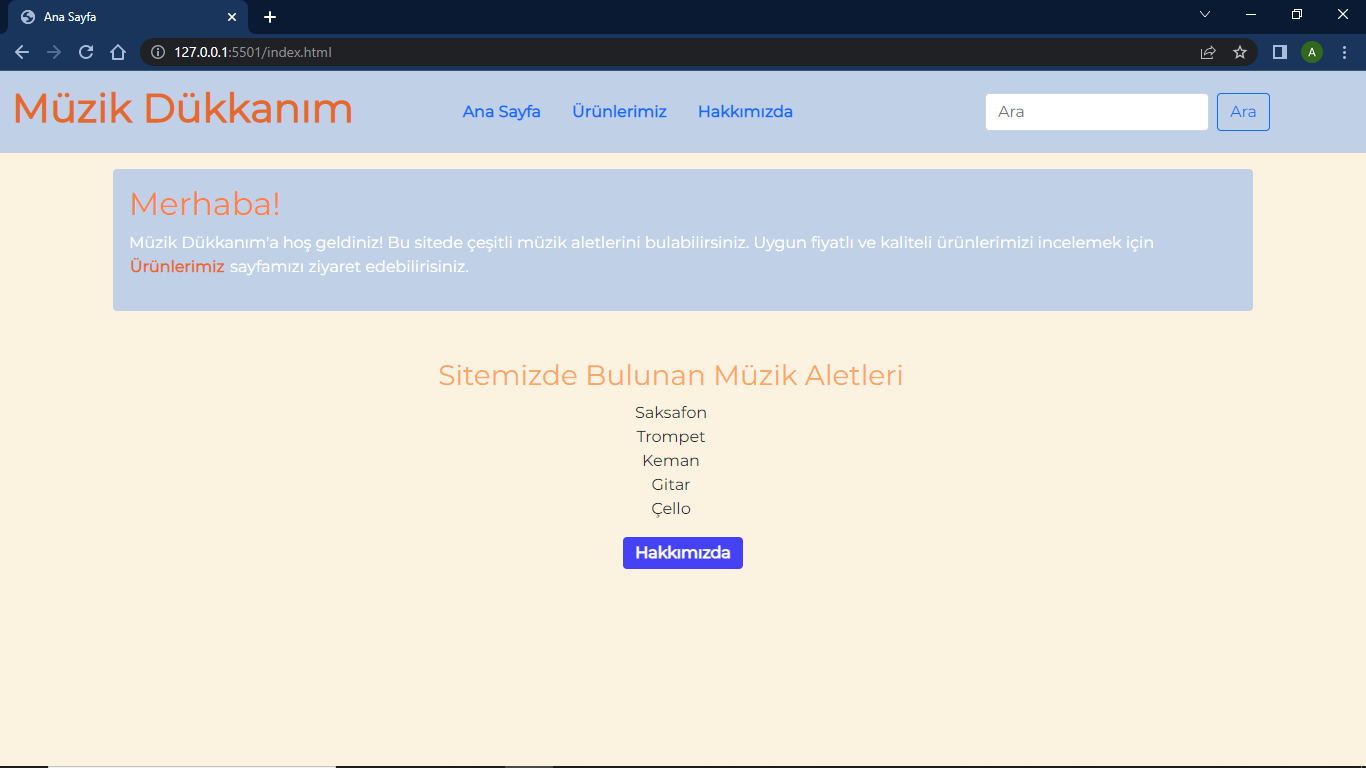 Ana Sayfa
127.0.0.1:5501/index.html
A
Müzik Dükkanım
Ana Sayfa Ürünlerimiz Hakkımızda Ara Ara
Merhaba!
Müzik Dükkanım'a hoş geldiniz! Bu sitede çeşitli müzik aletlerini bulabilirsiniz. Uygun fiyatlı ve kaliteli ürünlerimizi incelemek için
Ürünlerimiz sayfamızı ziyaret edebilirisiniz.
Sitemizde Bulunan Müzik Aletleri
Saksafon
Trompet
Keman
Gitar
Çello
Hakkımızda